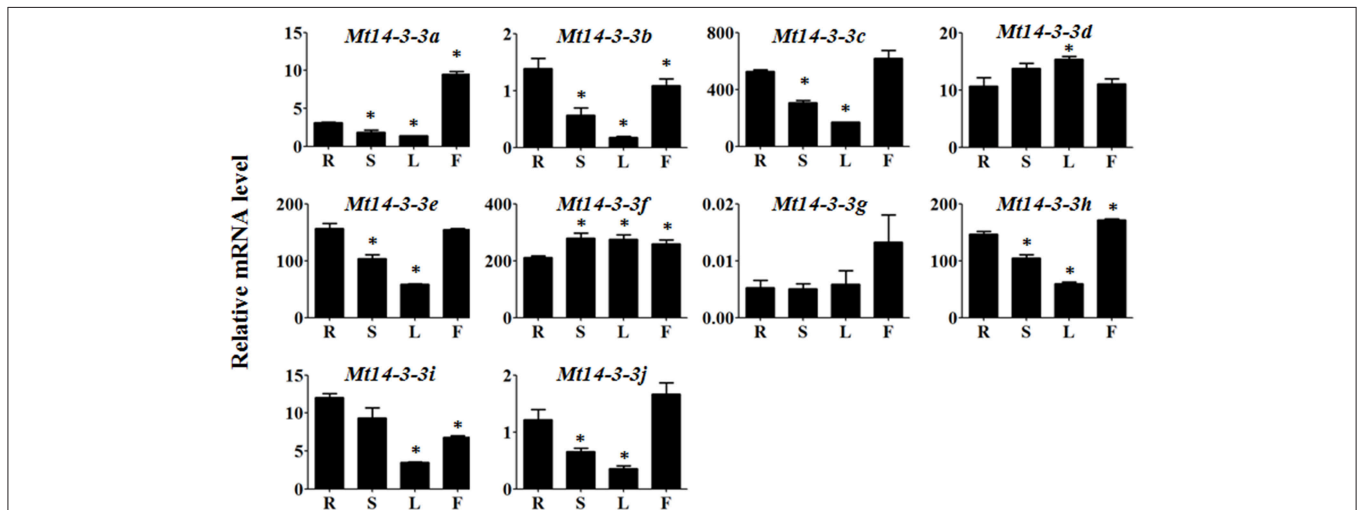 Relative mRNA level
Mt14-3-3a
15
10
5
0
*
*
*
R S L F
Mt14-3-3b
2
1
0
*
*
*
R S L F
Mt14-3-3c
800
400
0
*
*
R S L F
Mt14-3-3d
20
10
0
*
R S L F
Mt14-3-3e
200
100
0
*
*
R S L F
Mt14-3-3f
400
200
0
* * *
R S L F
Mt14-3-3g
0.02
0.01
0.00
R S L F
Mt14-3-3h
200
100
0
*
*
*
R S L F
Mt14-3-3i
15
10
5
0
*
*
R S L F
Mt14-3-3j
2
1
0
*
*
R S L F